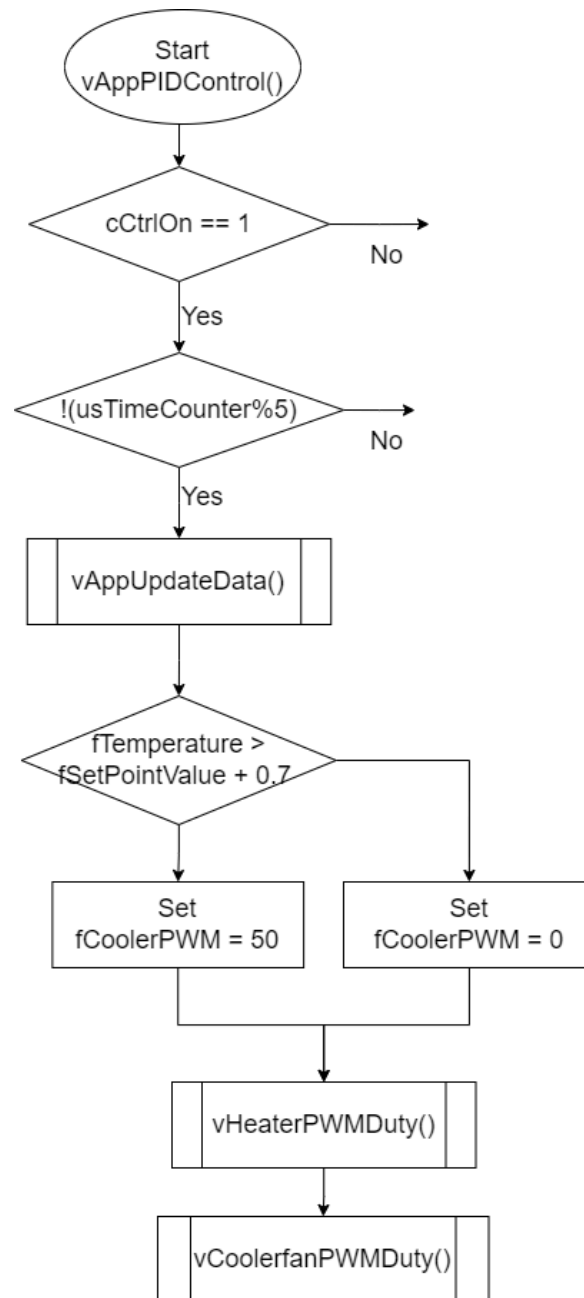 Start
vAppPIDControl()
cCtrlOn == 1
No
Yes
!(usTimeCounter%5)
No
Yes
vAppUpdateData()
fTemperature >
fSetPointValue + 0.7
Set
fCoolerPWM = 50
Set
fCoolerPWM = 0
vHeaterPWMDuty()
vCoolerfanPWMDuty()